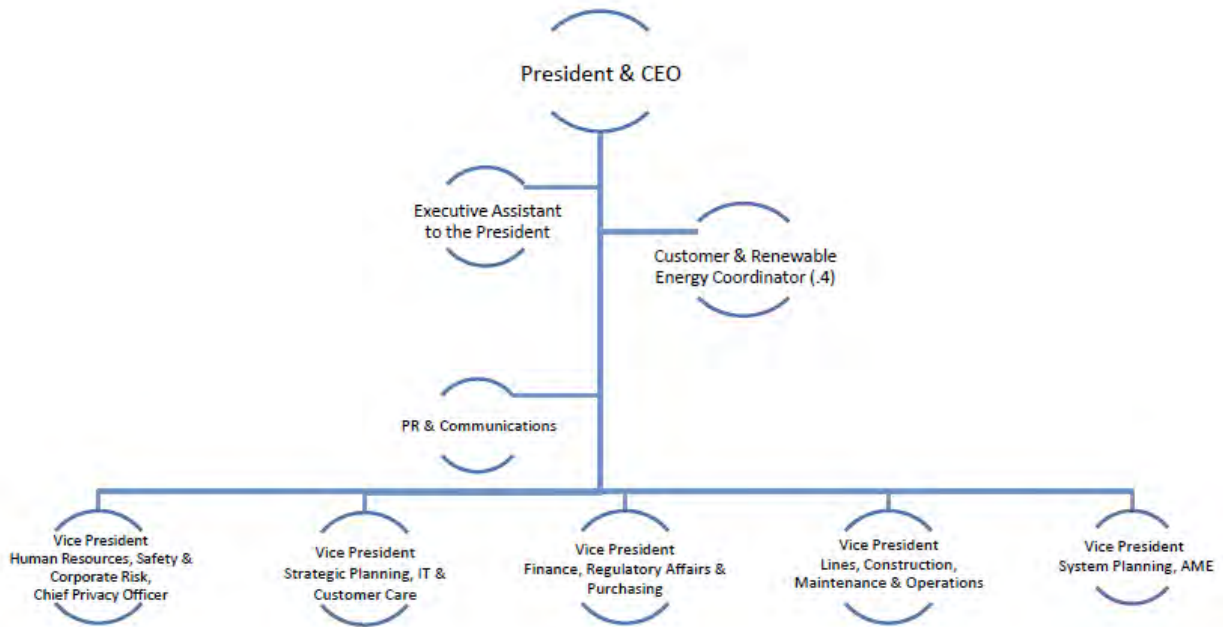 President & CEO
Executive Assistant
to the President
Customer & Renewable
Energy Coordinator (.4)
PR & Communications
Vice President
Human Resources, Safety &
Corporate Risk,
Chief Privacy Officer
Vice President
Strategic Planning, IT &
Customer Care
Vice President
Finance, Regulatory Affairs &
Purchasing
Vice President
Lines, Construction,
Maintenance & Operations
Vice President
System Planning, AME